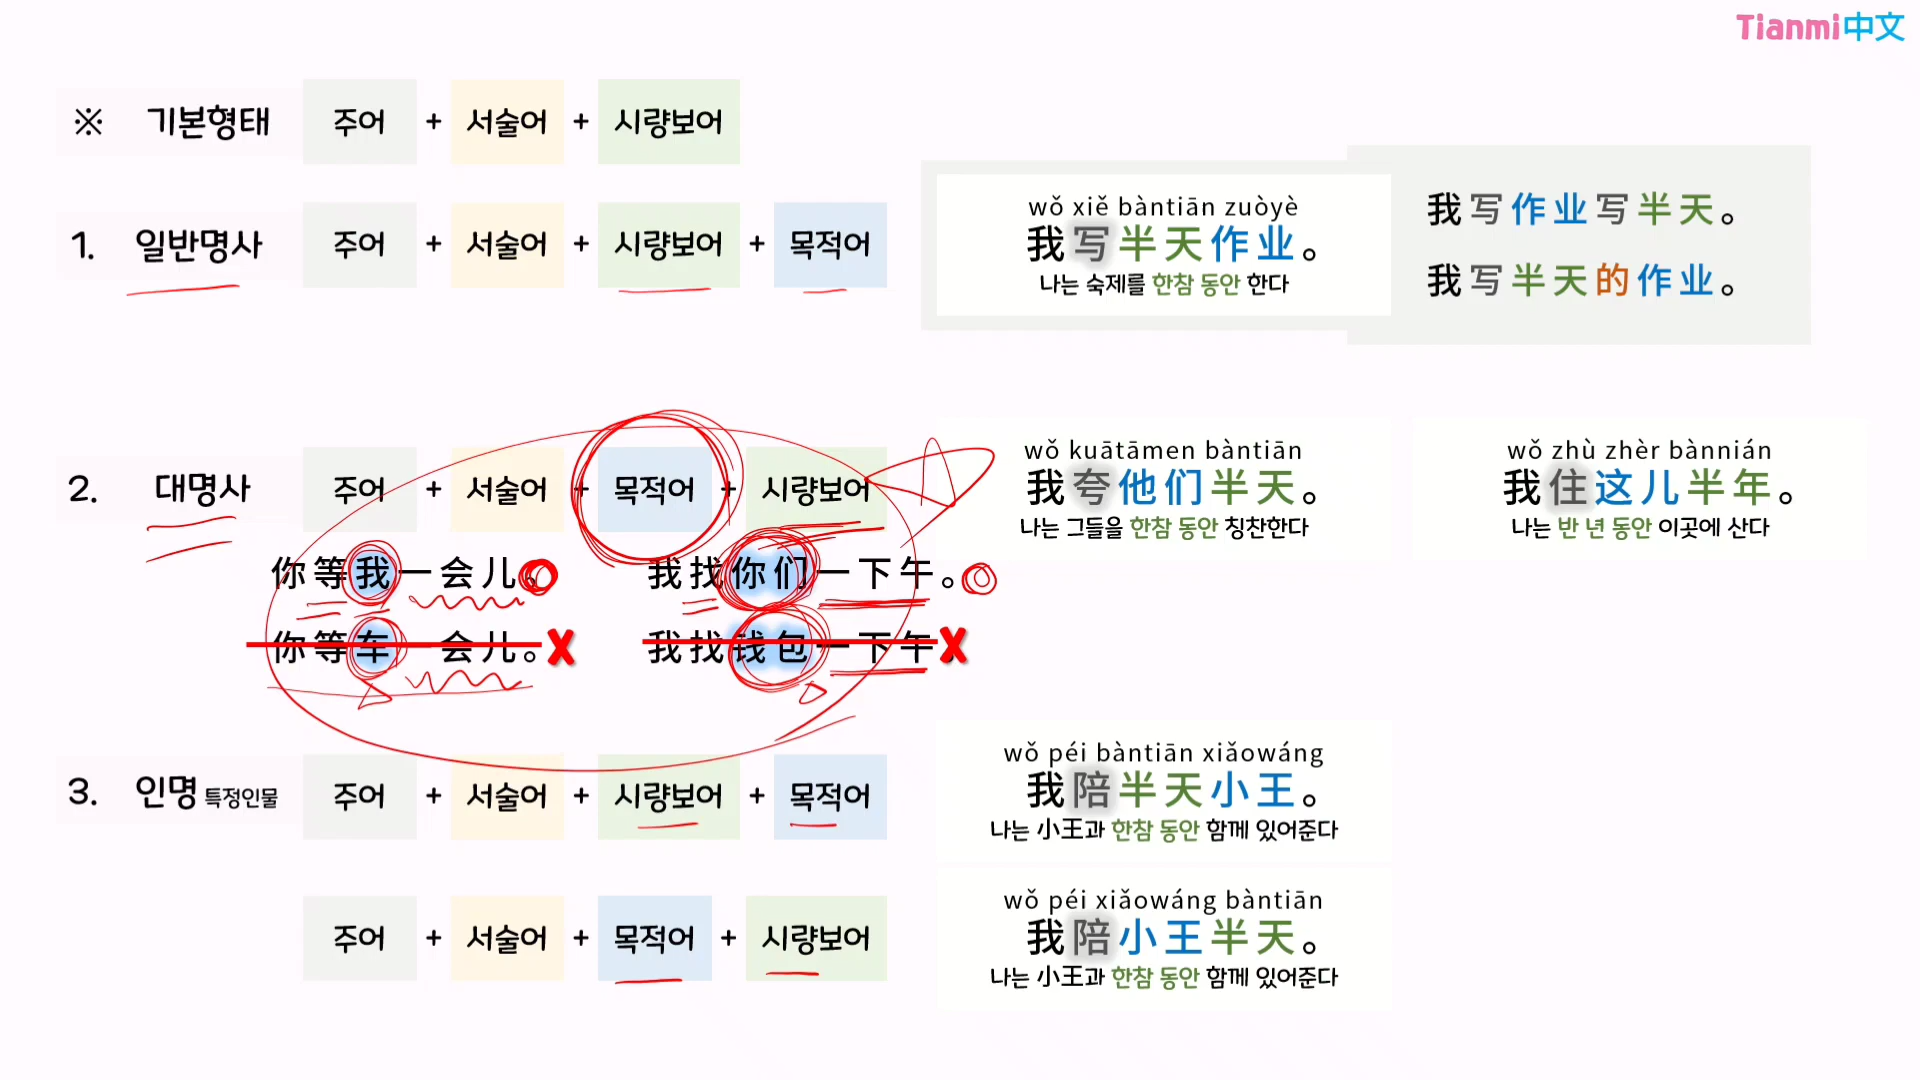 Tianmi中文
※ 기본형태 주어 + 서술어 + 시량보어
1. 일반명사 주어 + 서술어 + 시량보어 + 목적어
wǒ xiě bàntiān zuòyè
我写半天作业。
나는 숙제를 한참 동안 한다
我写作业写半天。
我写半天的作业。
2. 대명사 주어 + 서술어 + 목적어 + 시량보어
wǒ kuātāmen bàntiān
我夸他们半天。
나는 그들을 한참 동안 칭찬한다
wǒ zhù zhèr bànnián
我住这儿半年。
나는 반 년 동안 이곳에 산다
你等我一会儿。 我找你们一下午。
你等车一会儿。X 我找钱包一下午。X
3. 인명 특정인물 주어 + 서술어 + 시량보어 + 목적어
wǒ péi bàntiān xiǎowáng
我陪半天小王。
나는 小王과 한참 동안 함께 있어준다
주어 + 서술어 + 목적어 + 시량보어
wǒ péi xiǎowáng bàntiān
我陪小王半天。
나는 小王과 한참 동안 함께 있어준다